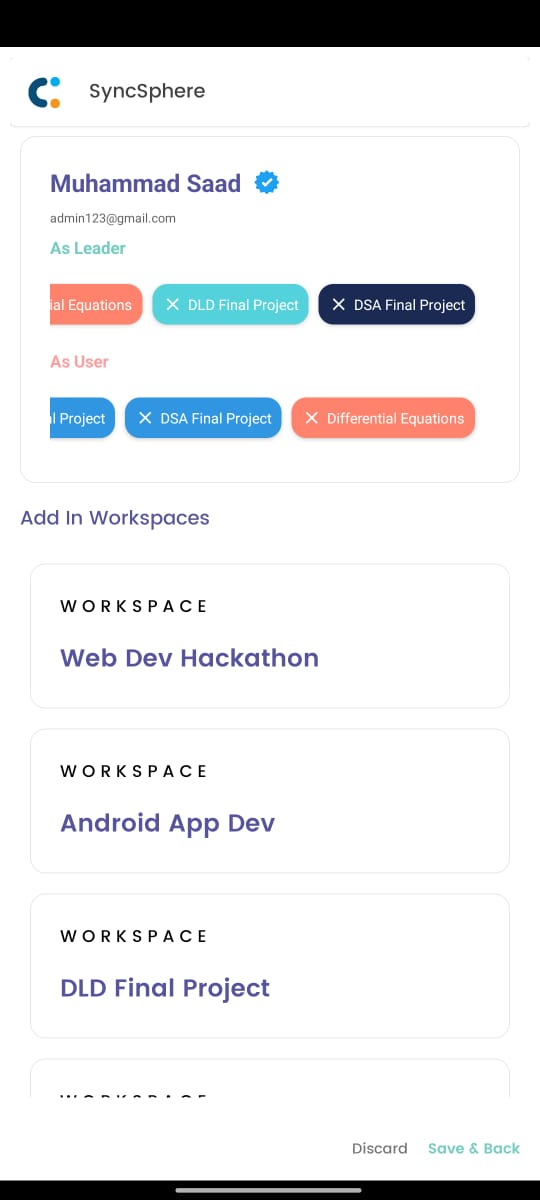 SyncSphere
Muhammad Saad
admin123@gmail.com
As Leader
Equations × DLD Final Project × DSA Final Project
As User
Project × DSA Final Project × Differential Equations
Add In Workspaces
WORKSPACE
Web Dev Hackathon
WORKSPACE
Android App Dev
WORKSPACE
DLD Final Project
Discard Save & Back